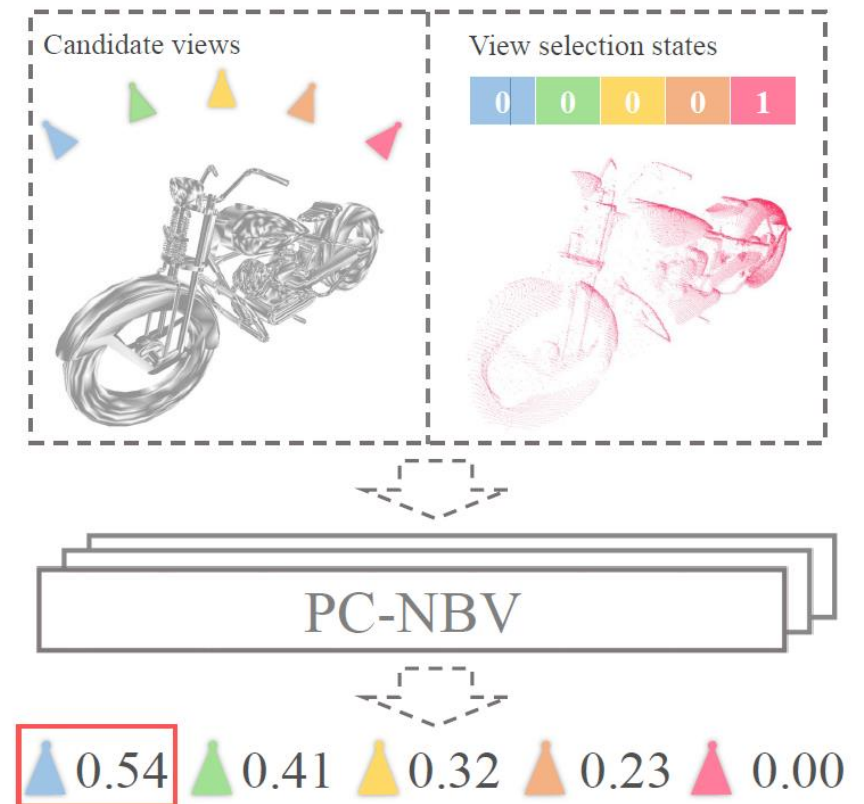 Candidate views
View selection states
0 0 0 0 1
PC-NBV
0.54 0.41 0.32 0.23 0.00